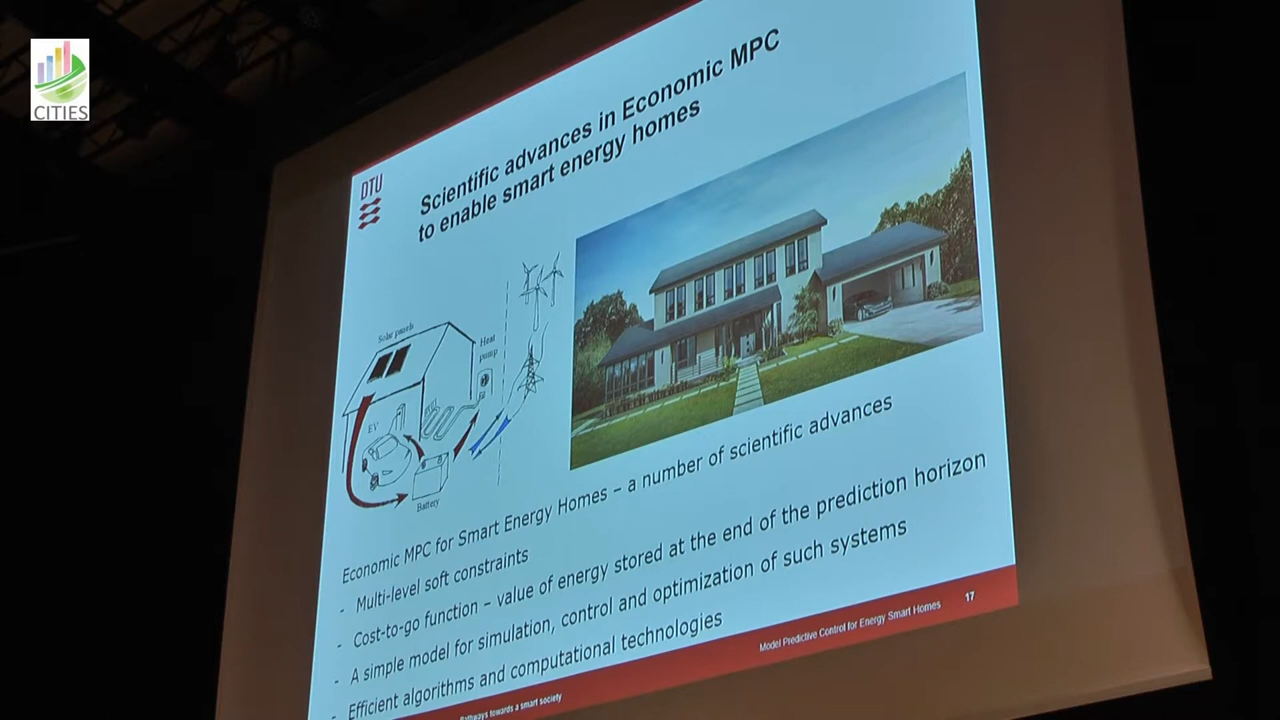 CITIES
DTU
Scientific advances in Economic MPC
to enable smart energy homes
Solar panels
Heat
pump
EV
Battery
Economic MPC for Smart Energy Homes – a number of scientific advances
- Multi-level soft constraints
- Cost-to-go function – value of energy stored at the end of the prediction horizon
- A simple model for simulation, control and optimization of such systems
- Efficient algorithms and computational technologies
Model Predictive Control for Energy Smart Homes 17
Pathways towards a smart society